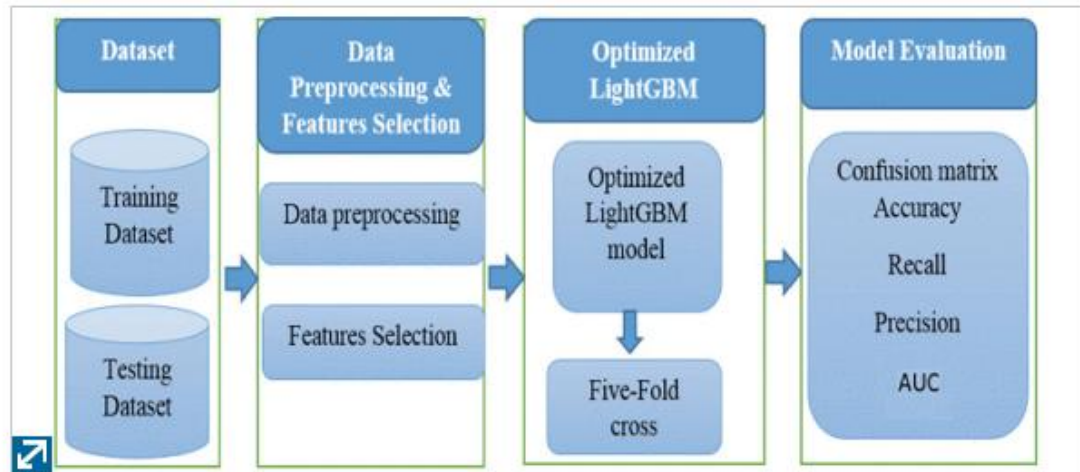 Dataset
Training
Dataset
Testing
Dataset
Data
Preprocessing &
Features Selection
Data preprocessing
Features Selection
Optimized
LightGBM
Optimized
LightGBM
model
Five-Fold
cross
Model Evaluation
Confusion matrix
Accuracy
Recall
Precision
AUC